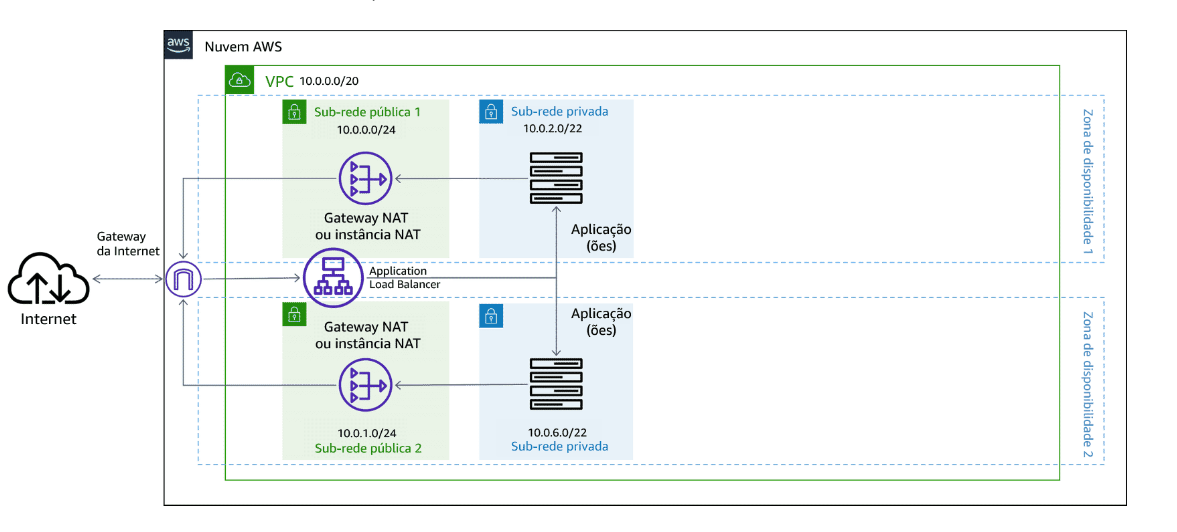 aws
Nuvem AWS
VPC 10.0.0.0/20
Sub-rede pública 1
10.0.0.0/24
Sub-rede privada
10.0.2.0/22
Zona de disponibilidade 1
Gateway NAT
ou instância NAT
Aplicação
(ões)
Gateway
da Internet
Internet
Application
Load Balancer
Gateway NAT
ou instância NAT
Aplicação
(ões)
Zona de disponibilidade 2
10.0.1.0/24
Sub-rede pública 2
10.0.6.0/22
Sub-rede privada